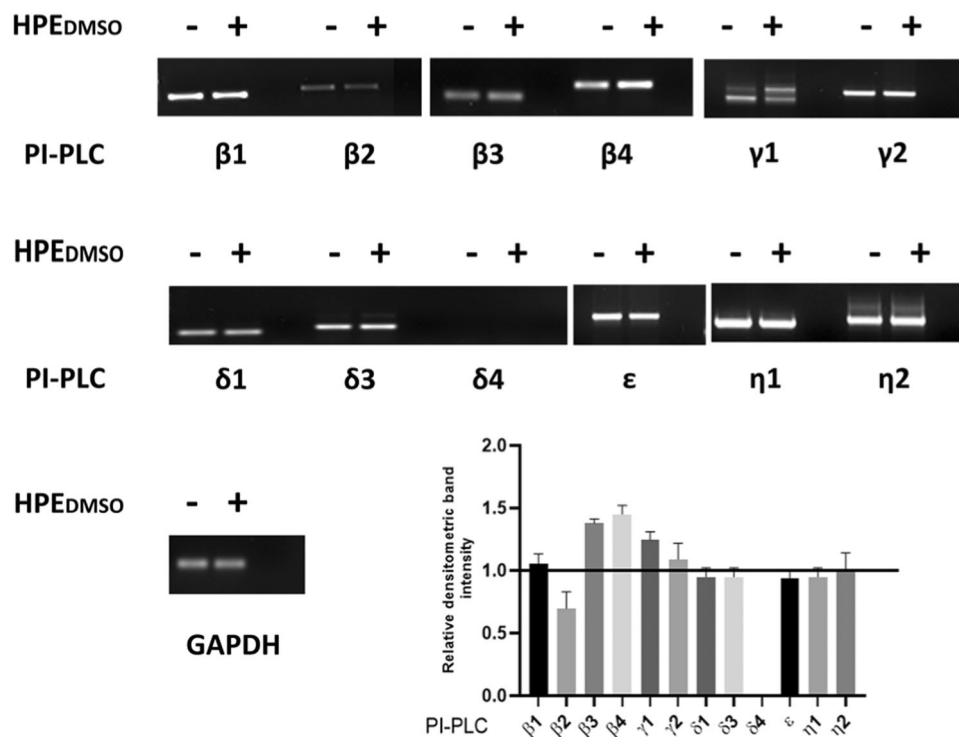 HPEDMSO - + - + - + - + - + - +
PI-PLC β1 β2 β3 β4 γ1 γ2
HPEDMSO - + - + - + - + - + - +
PI-PLC δ1 δ3 δ4 ε η1 η2
HPEDMSO - +
GAPDH
Relative densitometric band
intensity
2.0
1.5
1.0
0.5
0.0
PI-PLC β1 β2 β3 β4 γ1 γ2 δ1 δ3 δ4 ε η1 η2